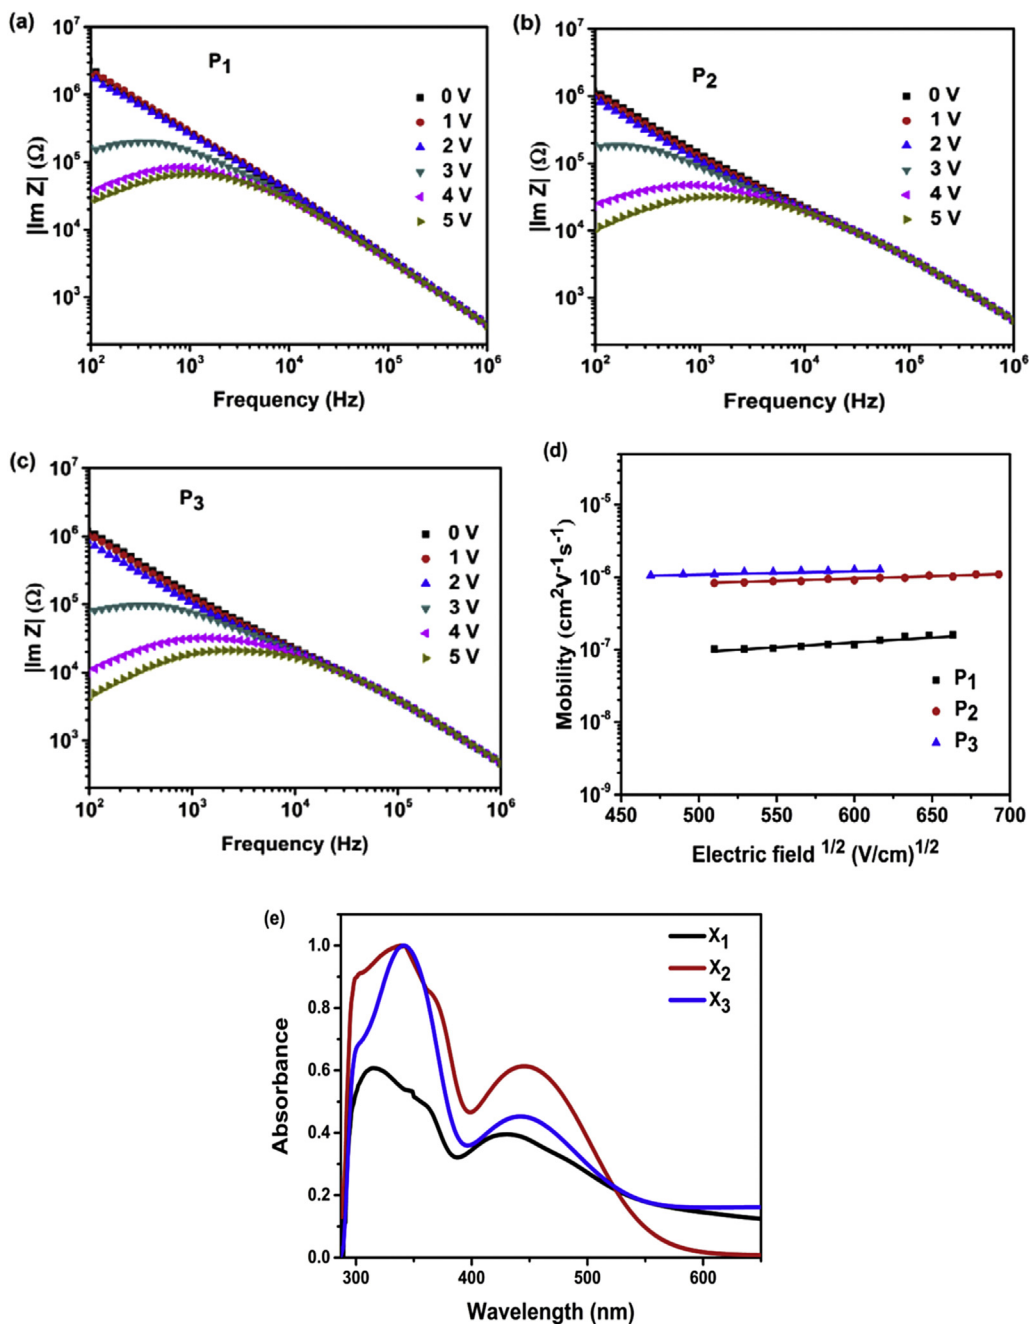 (a)
P1
10^7
10^6
10^5
10^4
10^3
|Im Z| (Ω)
0 V
1 V
2 V
3 V
4 V
5 V
10^2 10^3 10^4 10^5 10^6
Frequency (Hz)
(b)
P2
10^7
10^6
10^5
10^4
10^3
|Im Z| (Ω)
0 V
1 V
2 V
3 V
4 V
5 V
10^2 10^3 10^4 10^5 10^6
Frequency (Hz)
(c)
P3
10^7
10^6
10^5
10^4
10^3
|Im Z| (Ω)
0 V
1 V
2 V
3 V
4 V
5 V
10^2 10^3 10^4 10^5 10^6
Frequency (Hz)
(d)
10^-5
10^-6
10^-7
10^-8
10^-9
Mobility (cm²V⁻¹s⁻¹)
P1
P2
P3
450 500 550 600 650 700
Electric field ^1/2 (V/cm)^1/2
(e)
1.0
0.8
0.6
0.4
0.2
0.0
Absorbance
X1
X2
X3
300 400 500 600
Wavelength (nm)